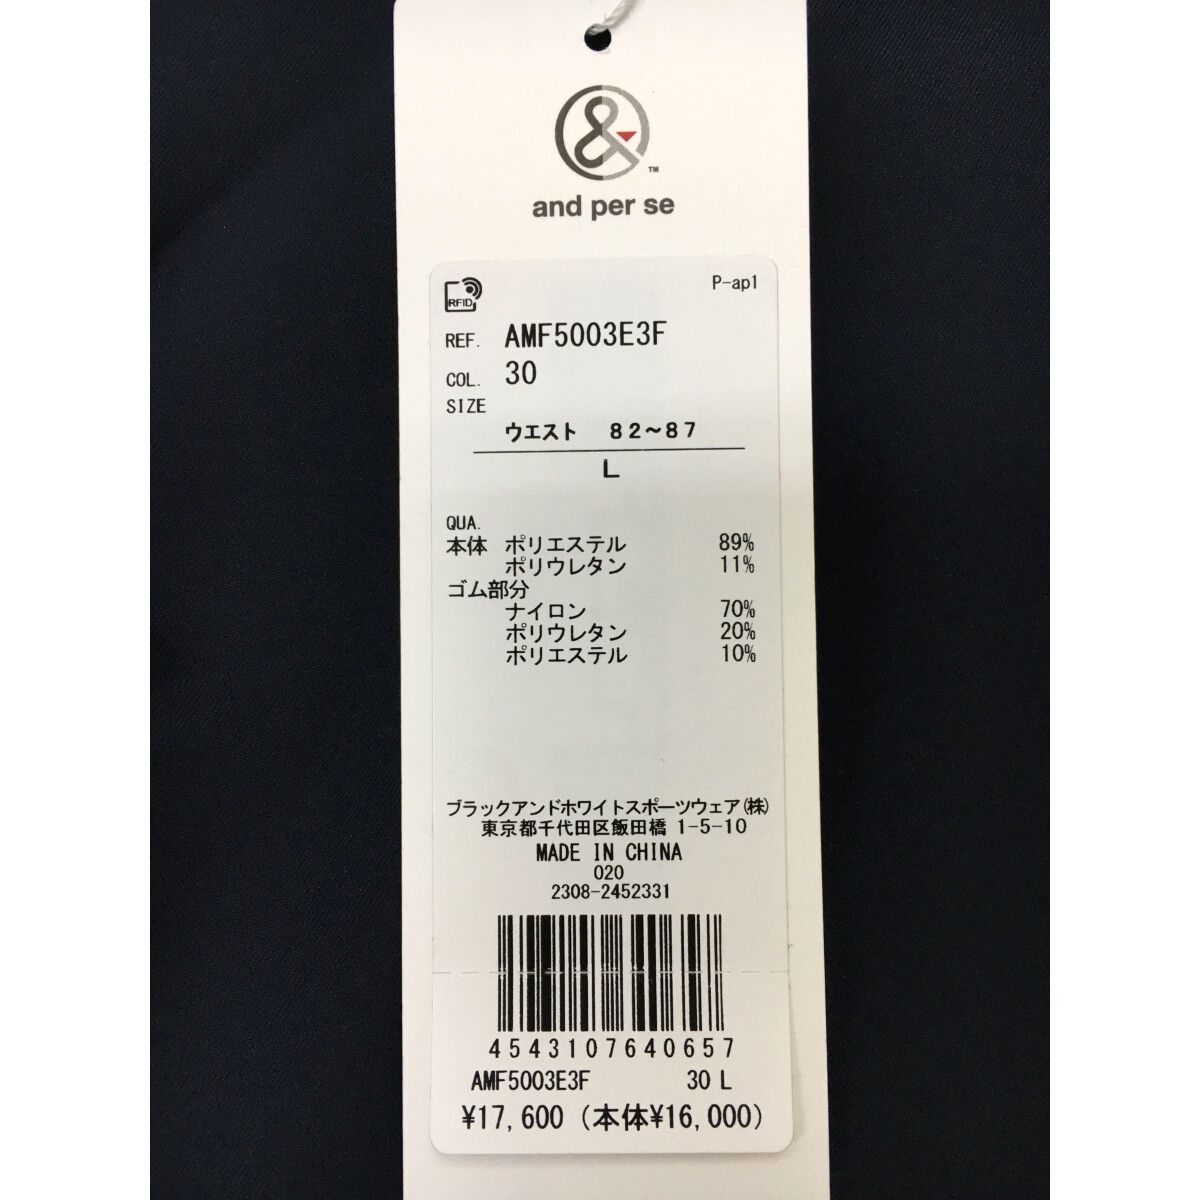 &
TM
and per se
RFID
P-ap1
REF. AMF5003E3F
COL. 30
SIZE
ウエスト 82～87
L
QUA.
本体 ポリエステル 89%
ポリウレタン 11%
ゴム部分
ナイロン 70%
ポリウレタン 20%
ポリエステル 10%
ブラックアンドホワイトスポーツウェア(株)
東京都千代田区飯田橋 1-5-10
MADE IN CHINA
020
2308-2452331
4543107640657
AMF5003E3F 30 L
¥17,600 (本体¥16,000)